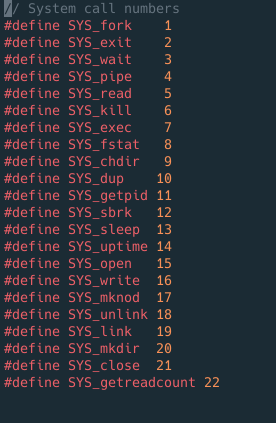 // System call numbers
#define SYS_fork    1
#define SYS_exit    2
#define SYS_wait    3
#define SYS_pipe    4
#define SYS_read    5
#define SYS_kill    6
#define SYS_exec    7
#define SYS_fstat   8
#define SYS_chdir   9
#define SYS_dup    10
#define SYS_getpid 11
#define SYS_sbrk   12
#define SYS_sleep  13
#define SYS_uptime 14
#define SYS_open   15
#define SYS_write  16
#define SYS_mknod  17
#define SYS_unlink 18
#define SYS_link   19
#define SYS_mkdir  20
#define SYS_close  21
#define SYS_getreadcount 22